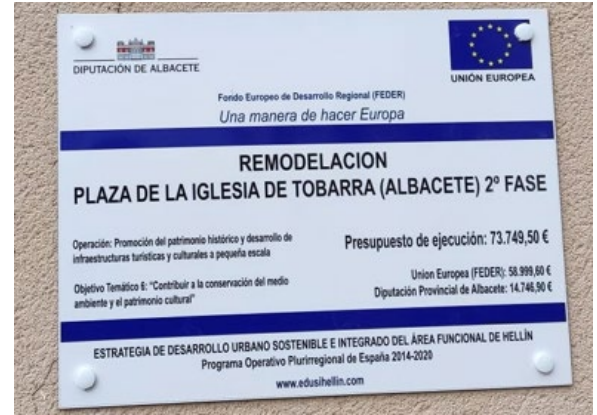 DIPUTACIÓN DE ALBACETE
UNIÓN EUROPEA
Fondo Europeo de Desarrollo Regional (FEDER)
Una manera de hacer Europa
REMODELACION
PLAZA DE LA IGLESIA DE TOBARRA (ALBACETE) 2º FASE
Operación: Promoción del patrimonio histórico y desarrollo de
infraestructuras turísticas y culturales a pequeña escala
Objetivo Temático 6: "Contribuir a la conservación del medio
ambiente y el patrimonio cultural"
Presupuesto de ejecución: 73.749,50 €
Union Europea (FEDER): 58.999,60 €
Diputación Provincial de Albacete: 14.746,90 €
ESTRATEGIA DE DESARROLLO URBANO SOSTENIBLE E INTEGRADO DEL ÁREA FUNCIONAL DE HELLÍN
Programa Operativo Plurirregional de España 2014-2020
www.edusihellin.com